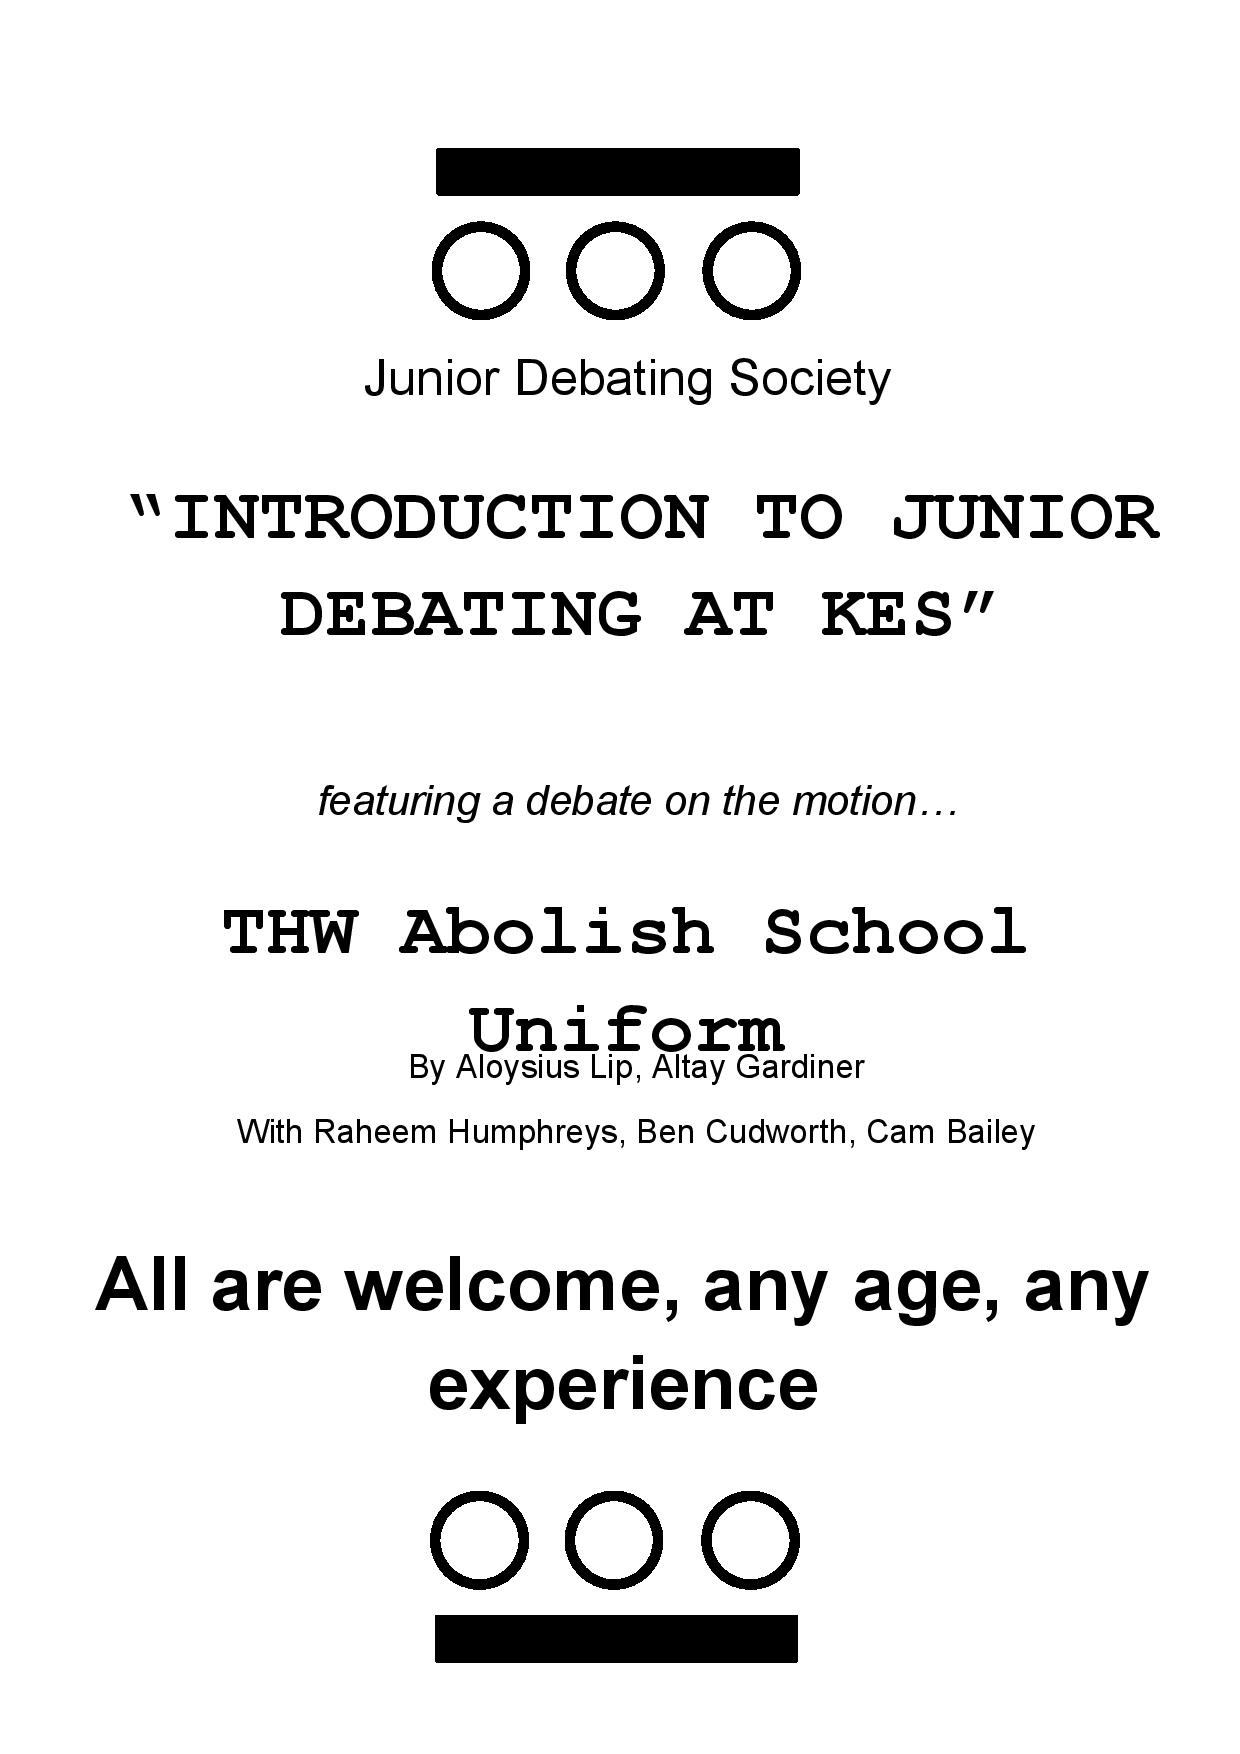 Junior Debating Society
“INTRODUCTION TO JUNIOR
DEBATING AT KES”
featuring a debate on the motion…
THW Abolish School
Uniform
By Aloysius Lip, Altay Gardiner
With Raheem Humphreys, Ben Cudworth, Cam Bailey
All are welcome, any age, any
experience